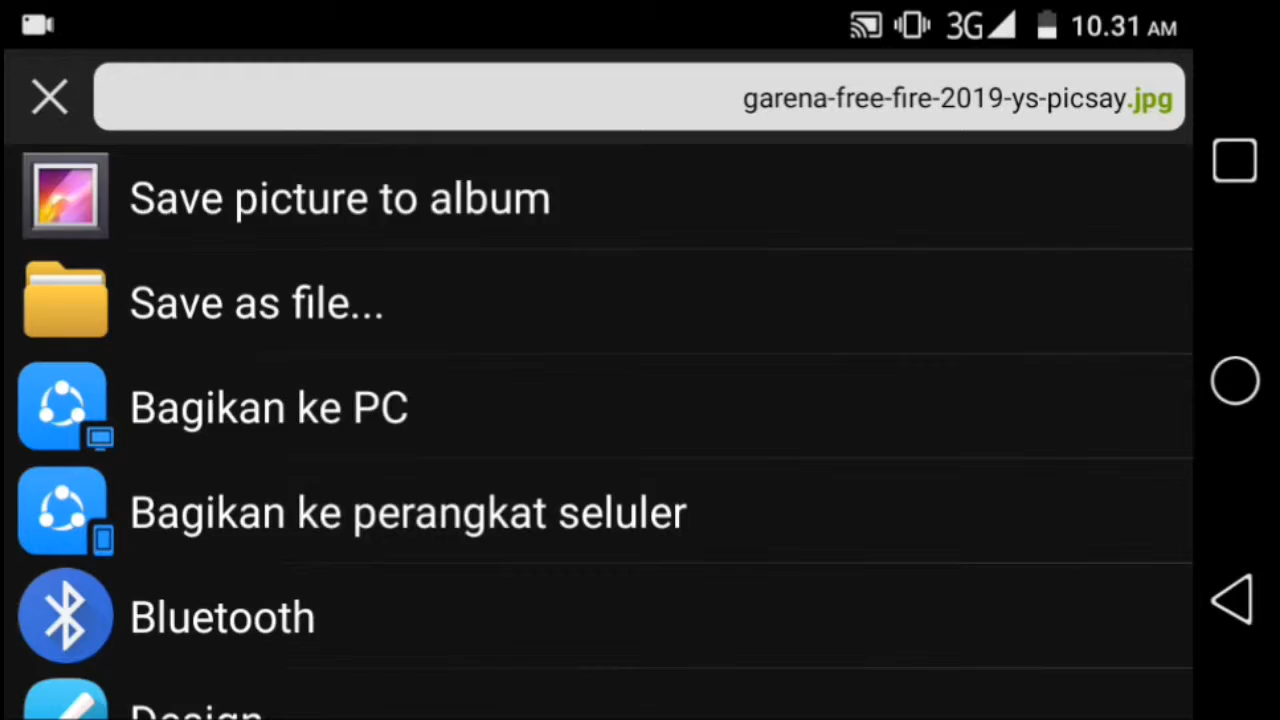 3G 10.31 AM
garena-free-fire-2019-ys-picsay.jpg
Save picture to album
Save as file...
Bagikan ke PC
Bagikan ke perangkat seluler
Bluetooth
Design